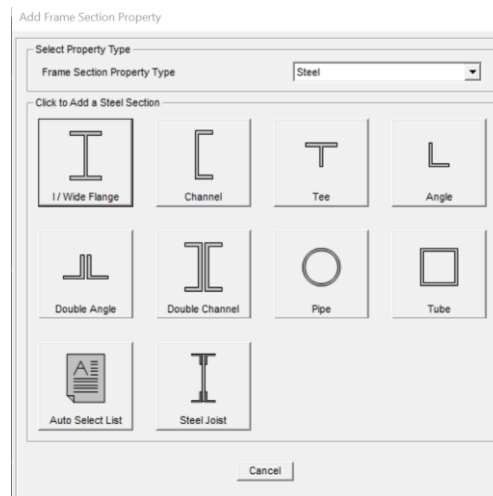 Add Frame Section Property
Select Property Type
Frame Section Property Type
Steel
Click to Add a Steel Section
I / Wide Flange
Channel
Tee
Angle
Double Angle
Double Channel
Pipe
Tube
A
Auto Select List
Steel Joist
Cancel